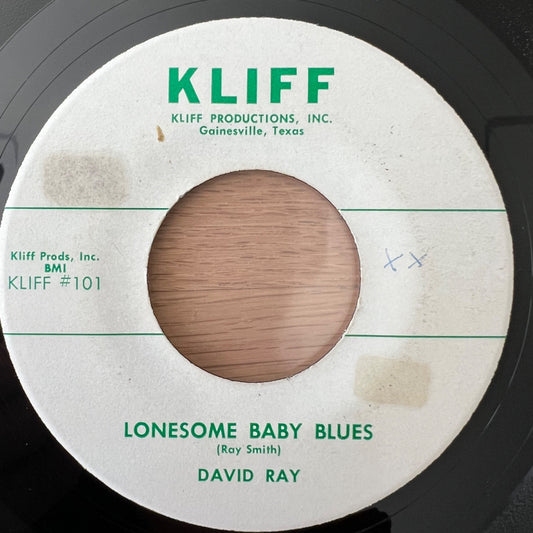 KLIFF
KLIFF PRODUCTIONS, INC.
Gainesville, Texas
Kliff Prods, Inc.
BMI
KLIFF #101
XX
LONESOME BABY BLUES
(Ray Smith)
DAVID RAY